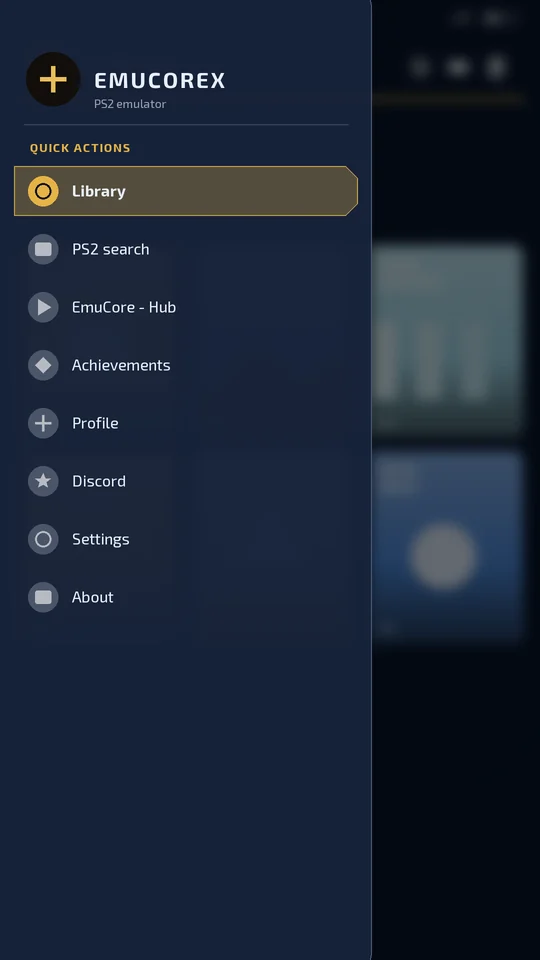 EMUCOREX
PS2 emulator
QUICK ACTIONS
Library
PS2 search
EmuCore - Hub
Achievements
Profile
Discord
Settings
About